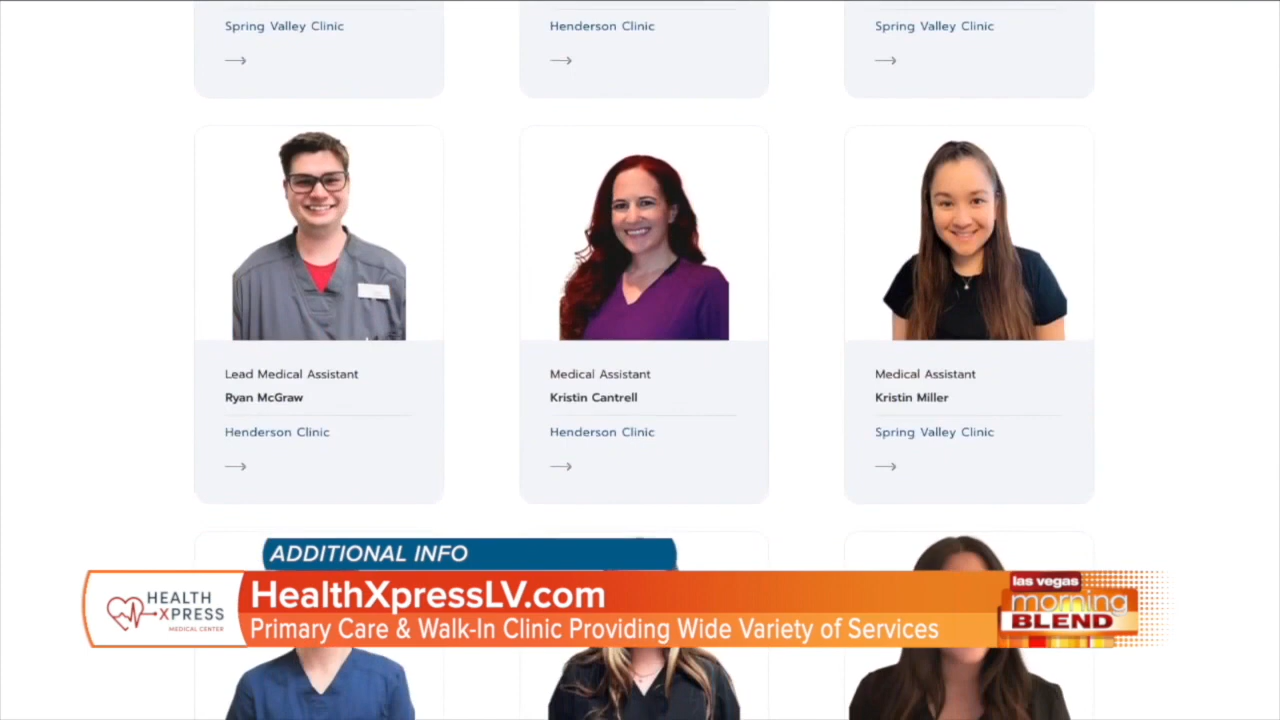 Spring Valley Clinic
Henderson Clinic
Spring Valley Clinic
Lead Medical Assistant
Ryan McGraw
Henderson Clinic
Medical Assistant
Kristin Cantrell
Henderson Clinic
Medical Assistant
Kristin Miller
Spring Valley Clinic
ADDITIONAL INFO
HEALTH
XPRESS
MEDICAL CENTER
HealthXpressLV.com
Primary Care & Walk-In Clinic Providing Wide Variety of Services
las vegas
morning
BLEND